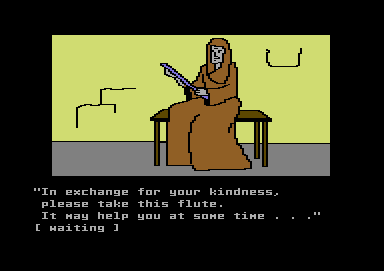 "In exchange for your kindness,
please take this flute.
It may help you at some time . . ."
[ waiting ]